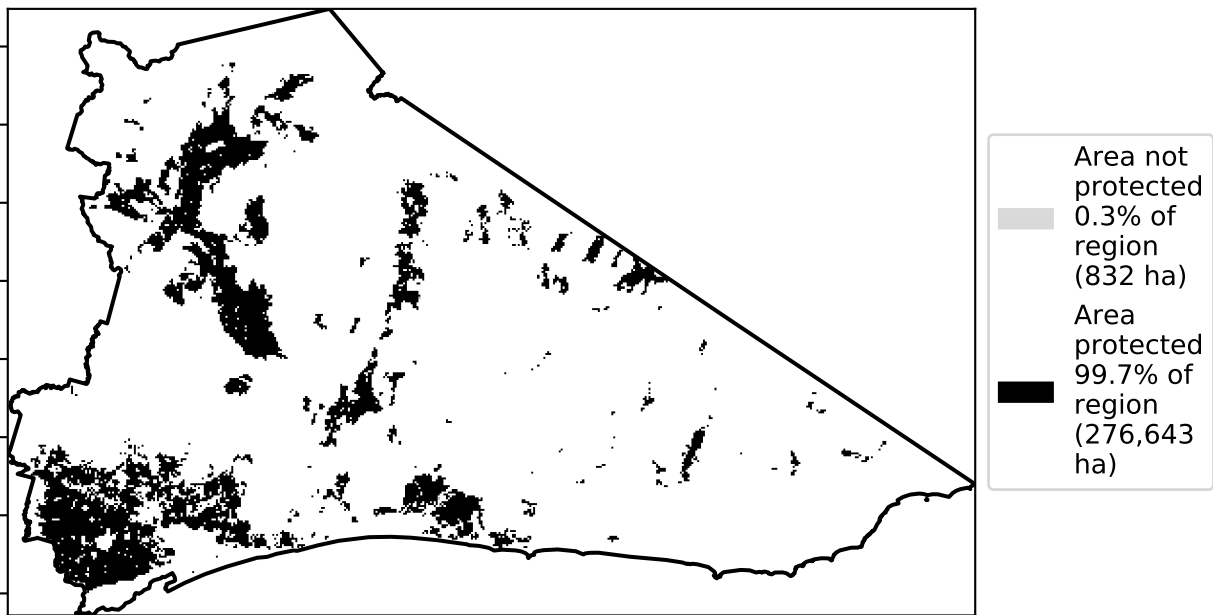 Area not
protected
0.3% of
region
(832 ha)
Area
protected
99.7% of
region
(276,643
ha)